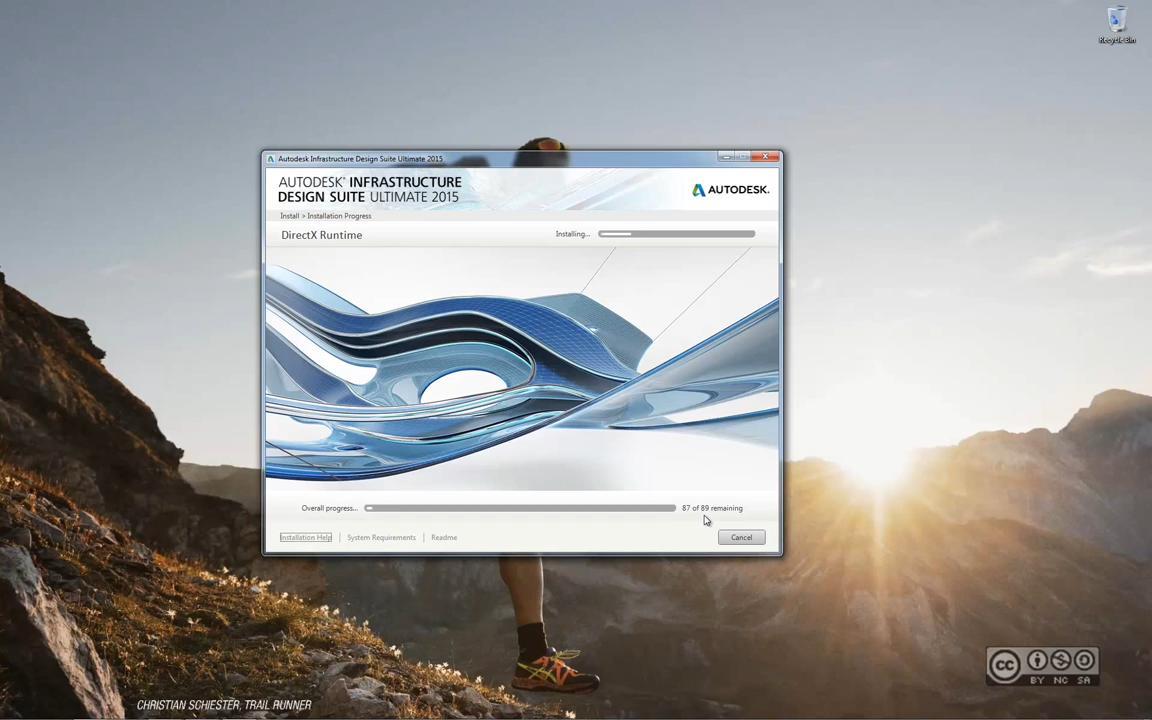 Recycle Bin
Autodesk Infrastructure Design Suite Ultimate 2015
AUTODESK® INFRASTRUCTURE
DESIGN SUITE ULTIMATE 2015
AUTODESK.
Install > Installation Progress
DirectX Runtime
Installing...
Overall progress...
87 of 89 remaining
Installation Help
System Requirements
Readme
Cancel
cc
BY NC SA
CHRISTIAN SCHIESTER, TRAIL RUNNER